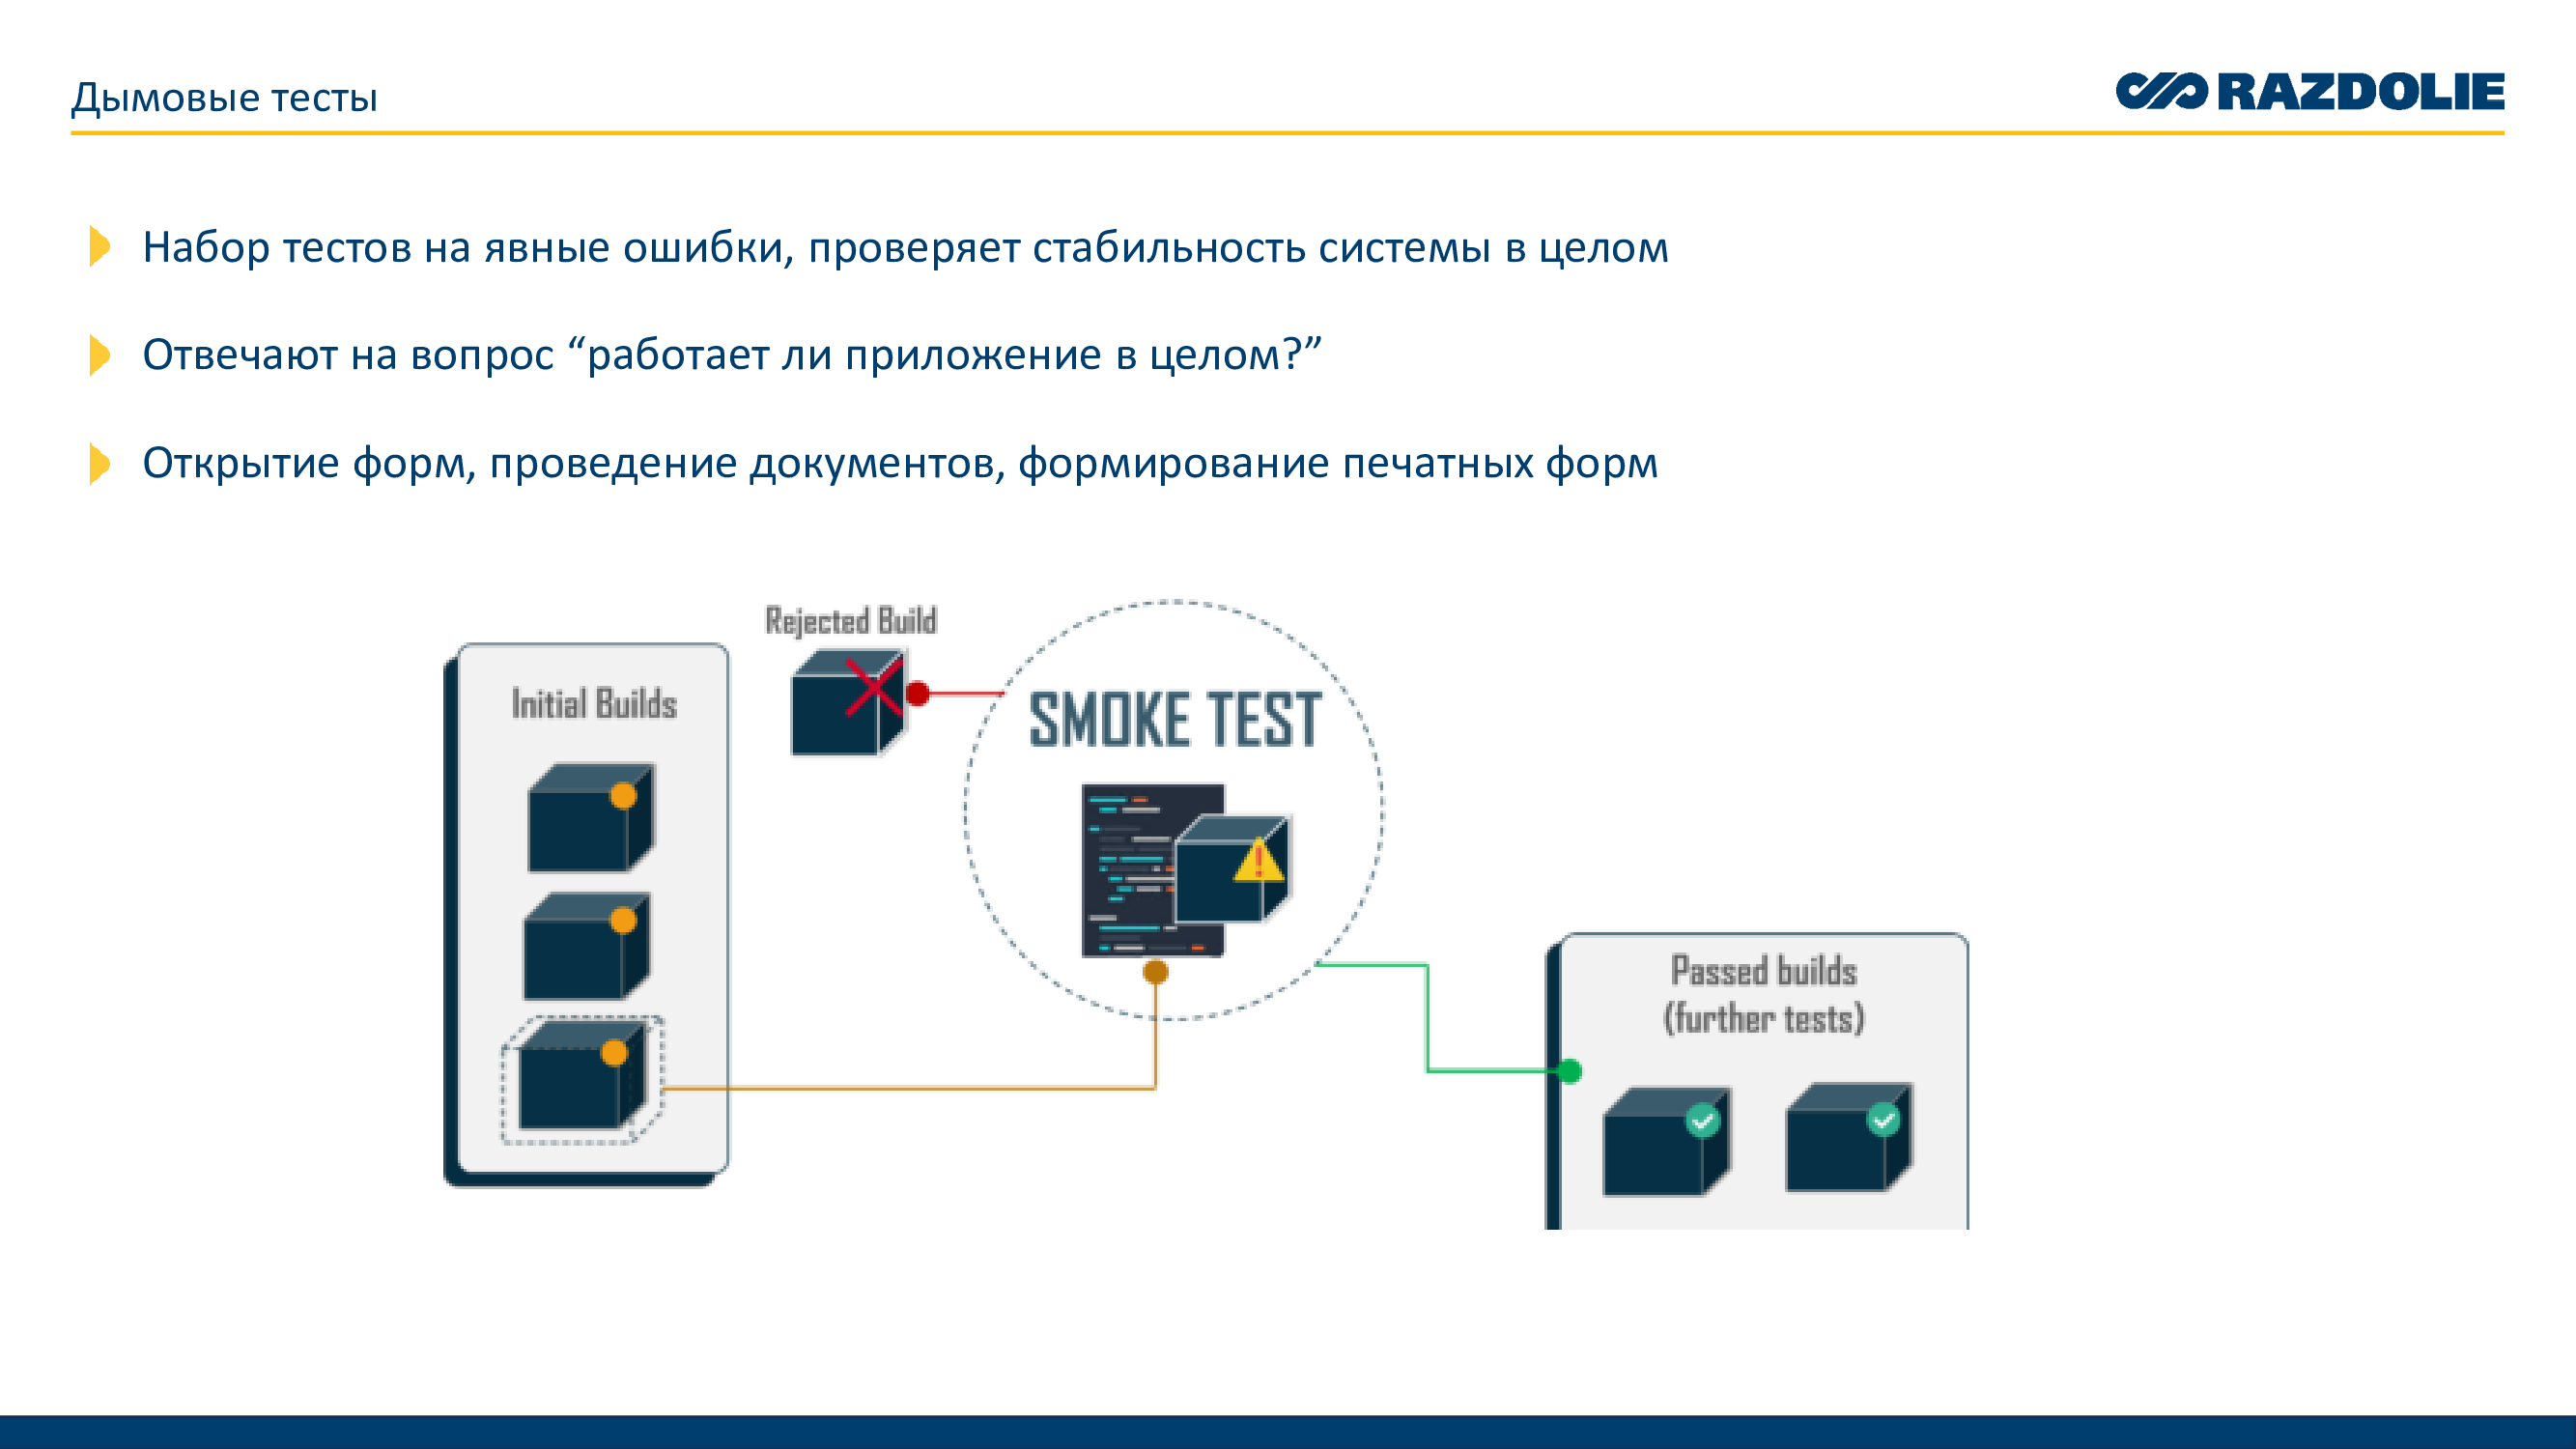 Дымовые тесты
RAZDOLIE
Набор тестов на явные ошибки, проверяет стабильность системы в целом
Отвечают на вопрос “работает ли приложение в целом?”
Открытие форм, проведение документов, формирование печатных форм
Rejected Build
Initial Builds
SMOKE TEST
Passed builds
(further tests)